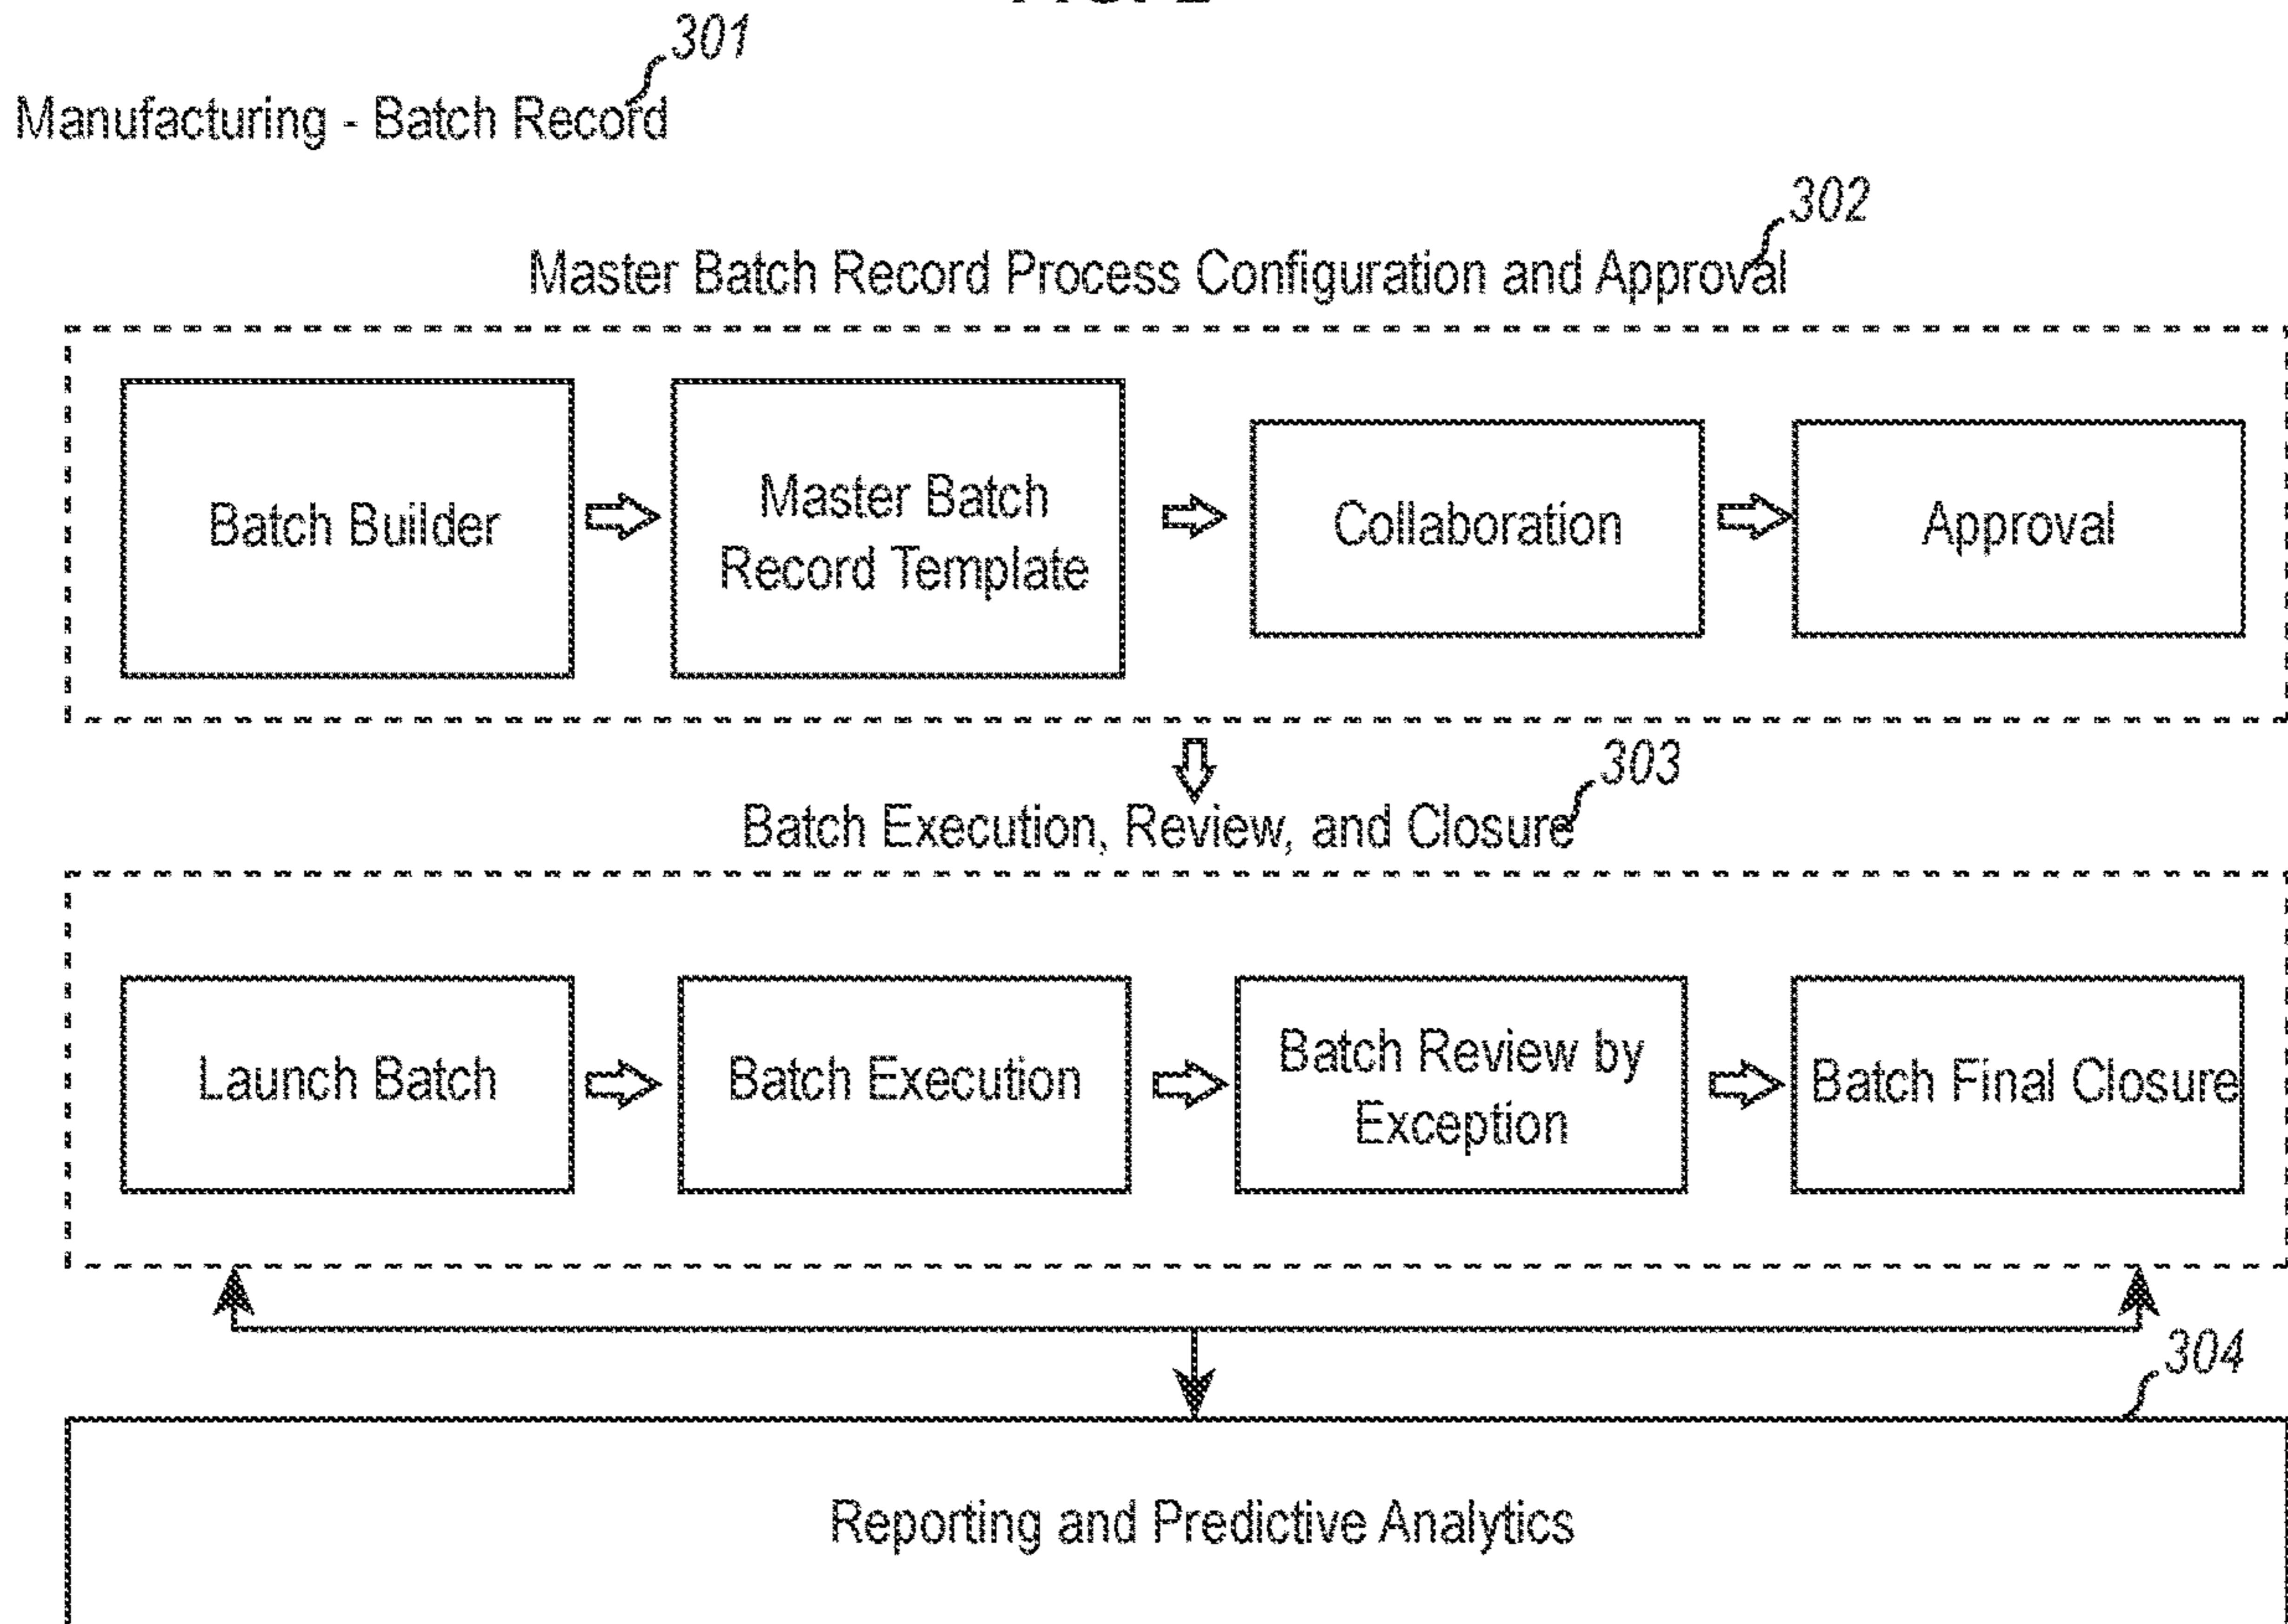 301
Manufacturing - Batch Record
302
Master Batch Record Process Configuration and Approval
Batch Builder
Master Batch
Record Template
Collaboration
Approval
303
Batch Execution, Review, and Closure
Launch Batch
Batch Execution
Batch Review by
Exception
Batch Final Closure
304
Reporting and Predictive Analytics